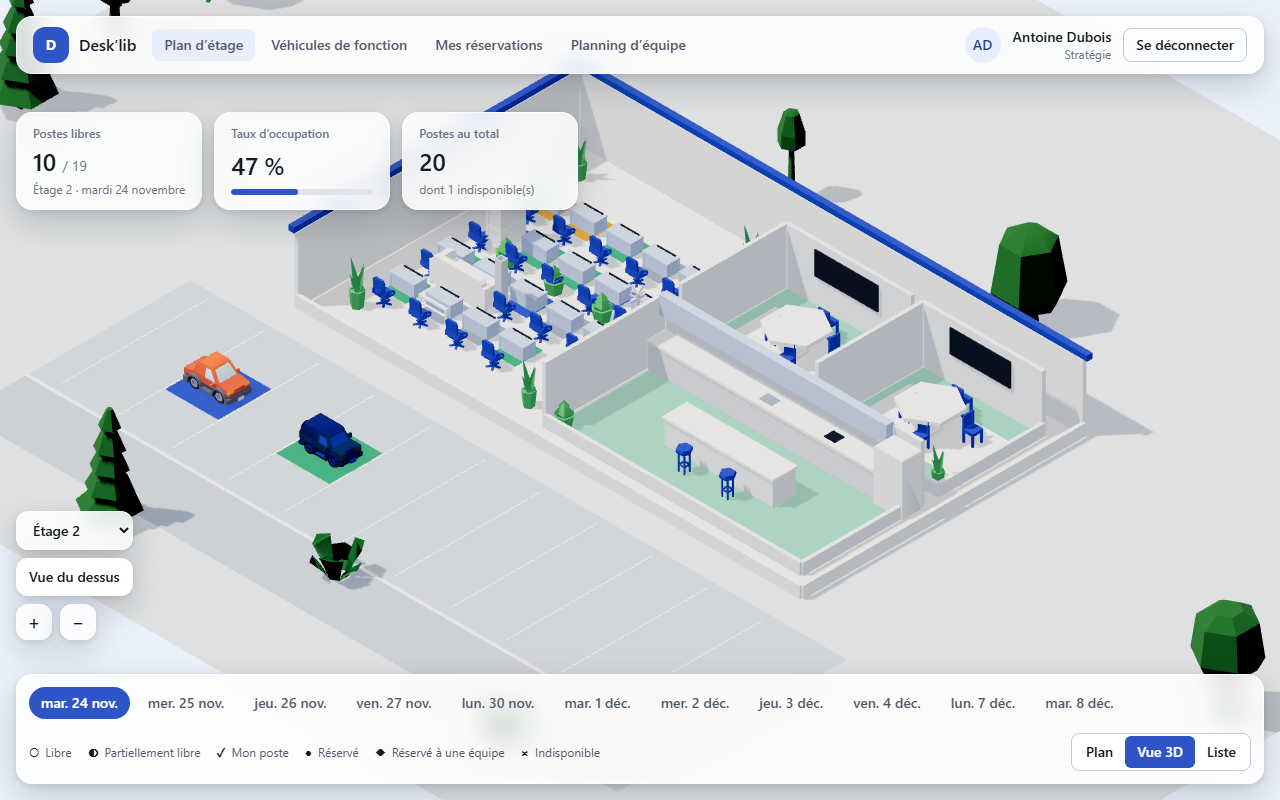 D Desk'lib Plan d'étage Véhicules de fonction Mes réservations Planning d'équipe AD Antoine Dubois Se déconnecter
Stratégie
Postes libres Taux d'occupation Postes au total
10 / 19 47 % 20
Étage 2 · mardi 24 novembre dont 1 indisponible(s)
Étage 2
Vue du dessus
+ −
mar. 24 nov. mer. 25 nov. jeu. 26 nov. ven. 27 nov. lun. 30 nov. mar. 1 déc. mer. 2 déc. jeu. 3 déc. ven. 4 déc. lun. 7 déc. mar. 8 déc.
Libre Partiellement libre Mon poste Réservé Réservé à une équipe Indisponible Plan Vue 3D Liste